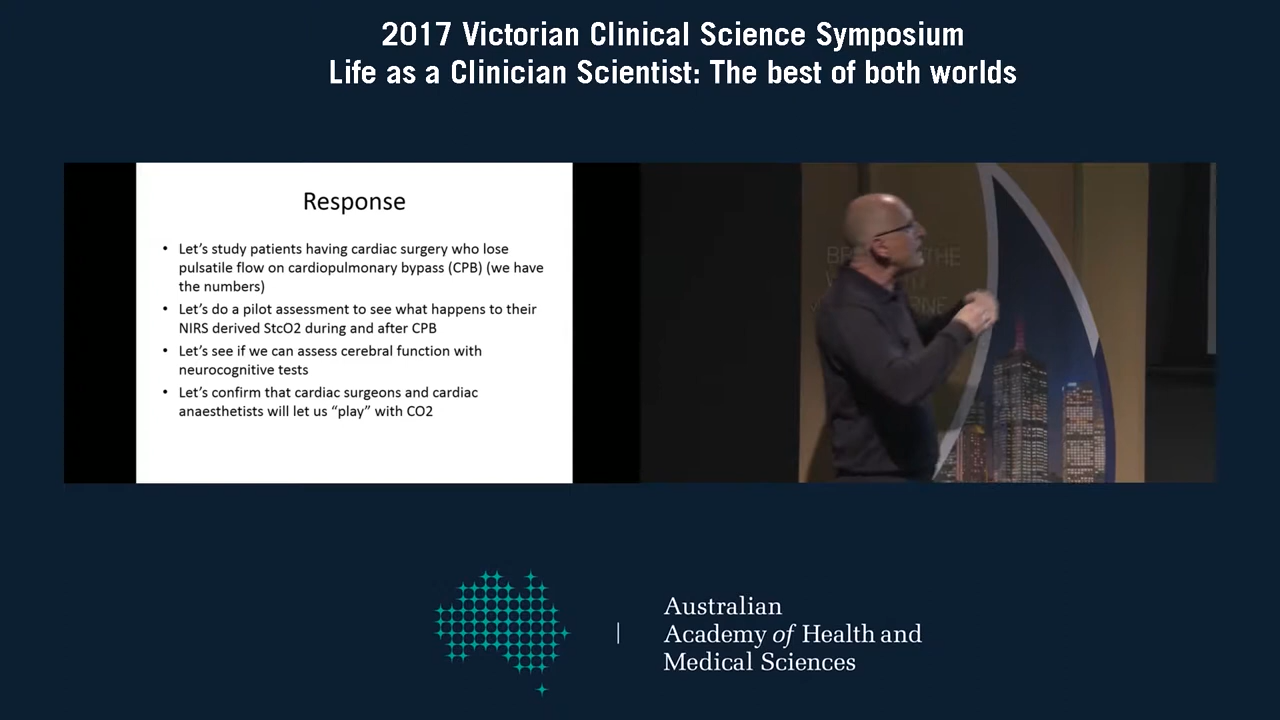 2017 Victorian Clinical Science Symposium
Life as a Clinician Scientist: The best of both worlds
Response
• Let's study patients having cardiac surgery who lose
pulsatile flow on cardiopulmonary bypass (CPB) (we have
the numbers)
• Let's do a pilot assessment to see what happens to their
NIRS derived StcO2 during and after CPB
• Let's see if we can assess cerebral function with
neurocognitive tests
• Let's confirm that cardiac surgeons and cardiac
anaesthetists will let us "play" with CO2
THE
Australian
Academy of Health and
Medical Sciences